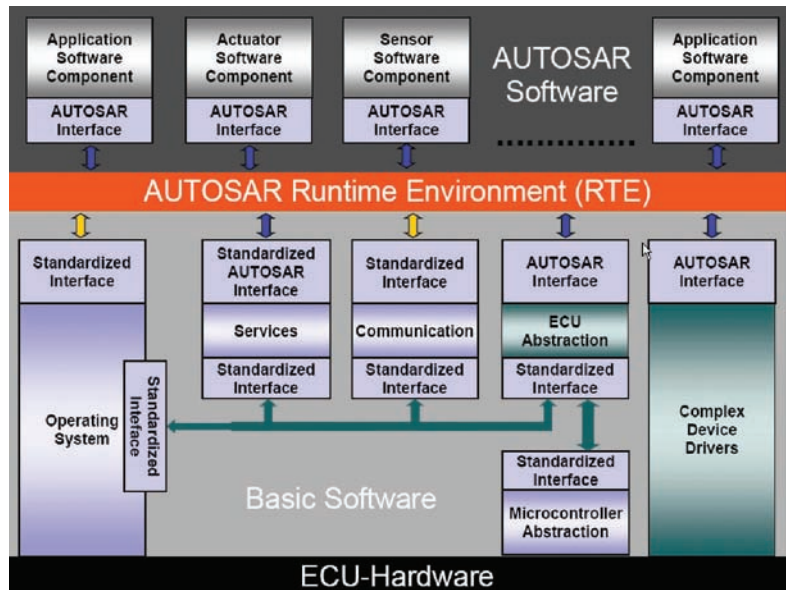 Application
Software
Component
AUTOSAR
Interface
Actuator
Software
Component
AUTOSAR
Interface
Sensor
Software
Component
AUTOSAR
Interface
AUTOSAR
Software
Application
Software
Component
AUTOSAR
Interface
AUTOSAR Runtime Environment (RTE)
Standardized
Interface
Operating
System
Standardized
Inteface
Standardized
AUTOSAR
Interface
Services
Standardized
Interface
Standardized
Interface
Communication
Standardized
Interface
AUTOSAR
Interface
ECU
Abstraction
Standardized
Interface
Standardized
Interface
Microcontroller
Abstraction
AUTOSAR
Interface
Complex
Device
Drivers
Basic Software
ECU-Hardware